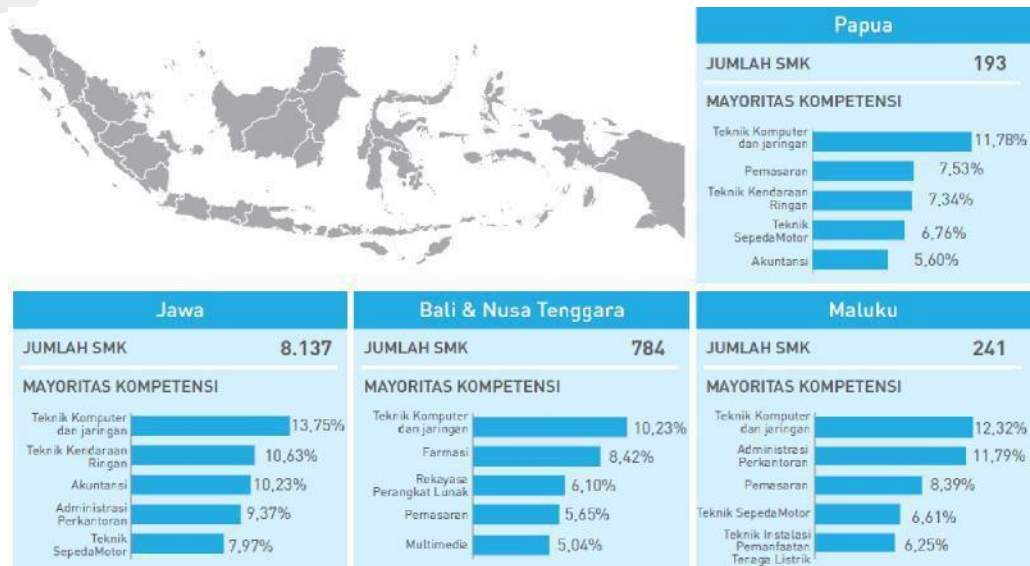 Papua
JUMLAH SMK 193
MAYORITAS KOMPETENSI
Teknik Komputer
dan jaringan
11,78%
Pemasaran
7,53%
Teknik Kendaraan
Ringan
7,34%
Teknik
SepedaMotor
6,76%
Akuntansi
5,60%
Jawa
JUMLAH SMK 8.137
MAYORITAS KOMPETENSI
Teknik Komputer
dan jaringan
13,75%
Teknik Kendaraan
Ringan
10,63%
Akuntansi
10,23%
Administrasi
Perkantoran
9,37%
Teknik
SepedaMotor
7,97%
Bali & Nusa Tenggara
JUMLAH SMK 784
MAYORITAS KOMPETENSI
Teknik Komputer
dan jaringan
10,23%
Farmasi
8,42%
Rekayasa
Perangkat Lunak
6,10%
Pemasaran
5,65%
Multimedia
5,04%
Maluku
JUMLAH SMK 241
MAYORITAS KOMPETENSI
Teknik Komputer
dan jaringan
12,32%
Administrasi
Perkantoran
11,79%
Pemasaran
8,39%
Teknik SepedaMotor
6,61%
Teknik Instalasi
Pemanfaatan
Tenaga Listrik
6,25%